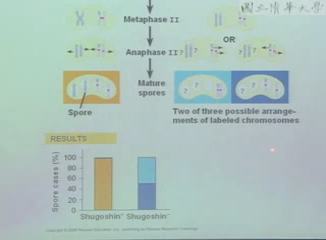 國立清華大學
Metaphase II
OR
Anaphase II?
Mature
spores
Spore
Two of three possible arrange-
ments of labeled chromosomes
RESULTS
Spore cases (%)
100
80
60
40
20
0
Shugoshin+ Shugoshin-